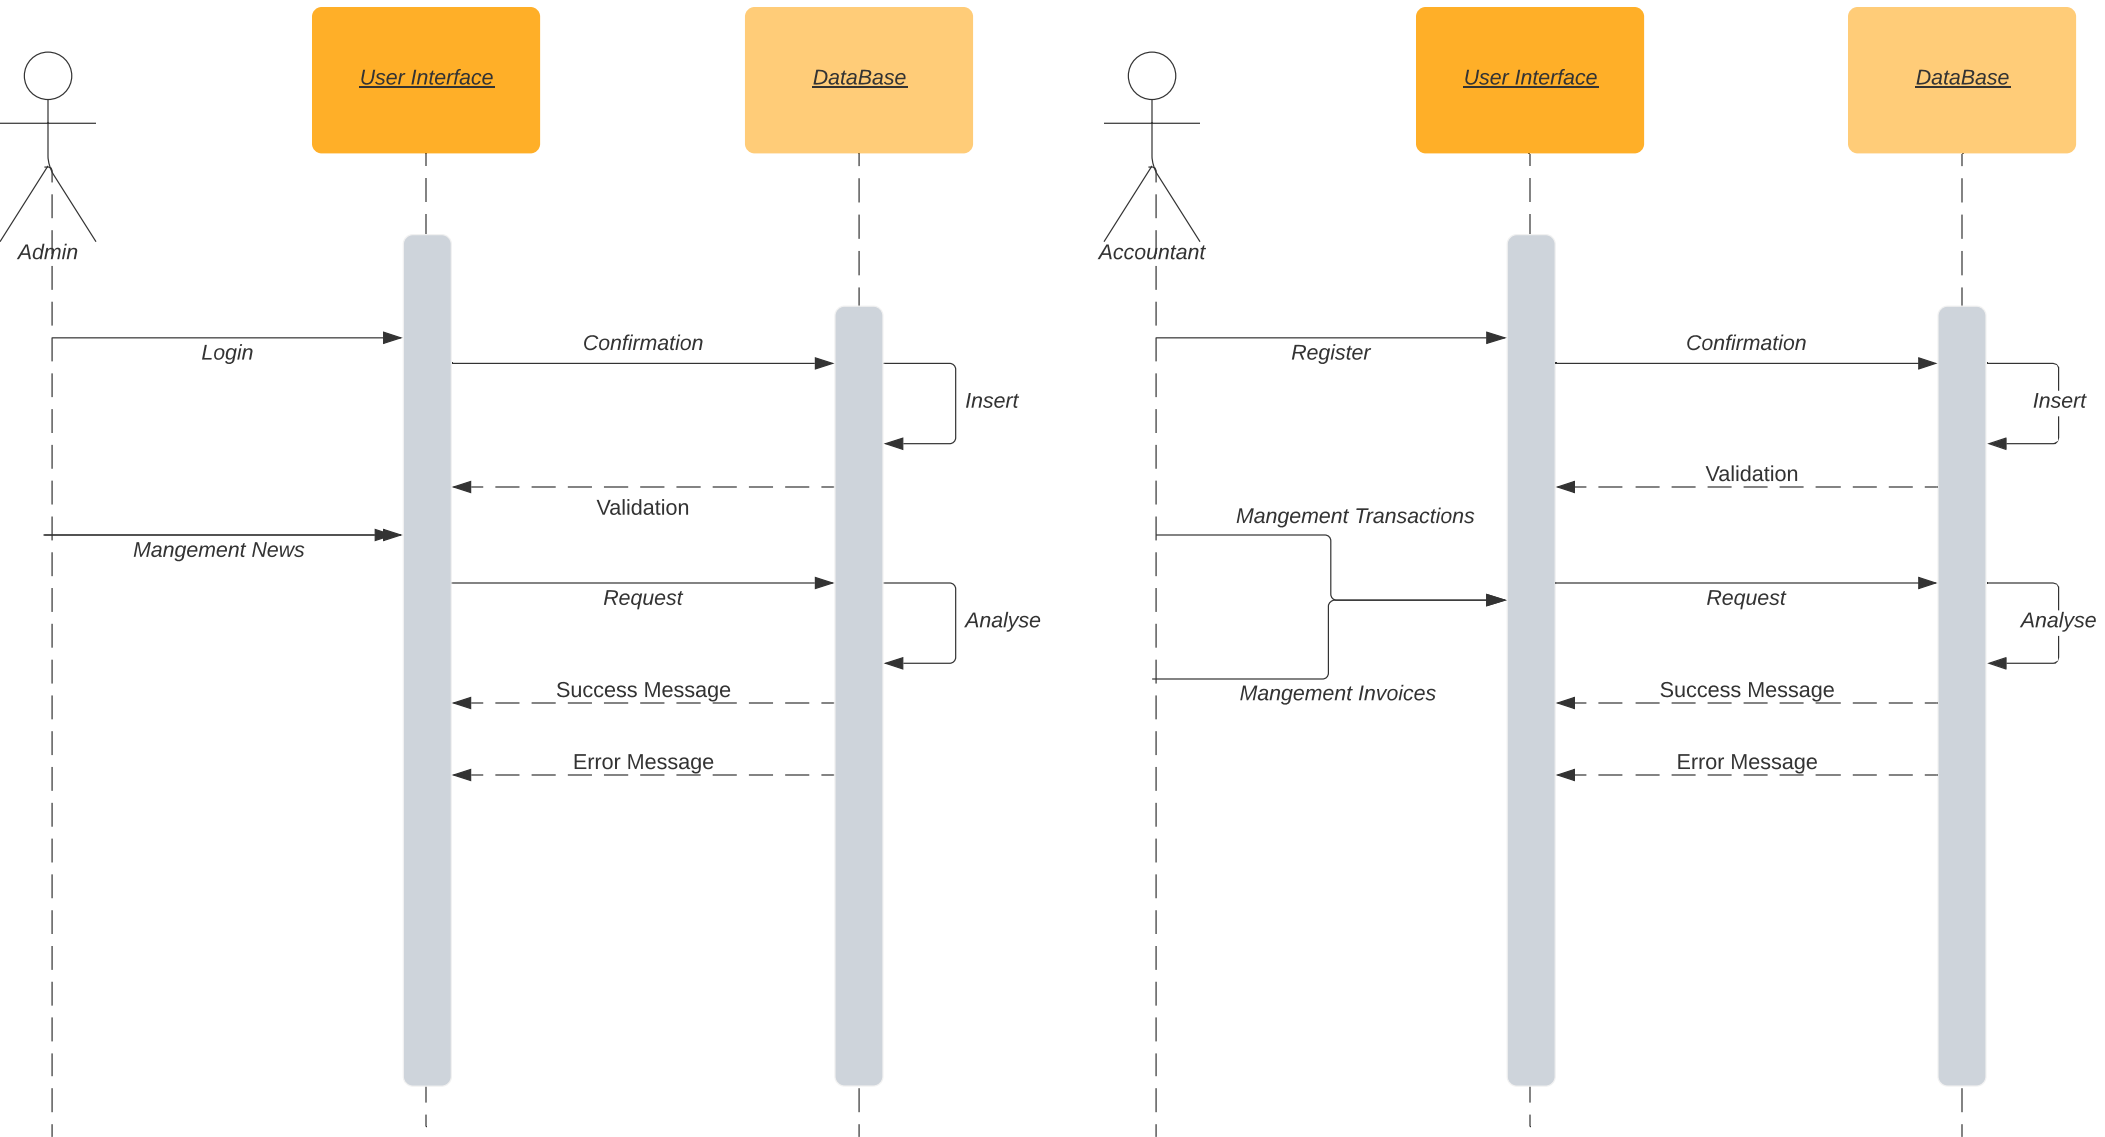 User Interface
DataBase
Admin
Login
Confirmation
Insert
Validation
Mangement News
Request
Analyse
Success Message
Error Message
User Interface
DataBase
Accountant
Register
Confirmation
Insert
Validation
Mangement Transactions
Request
Analyse
Mangement Invoices
Success Message
Error Message